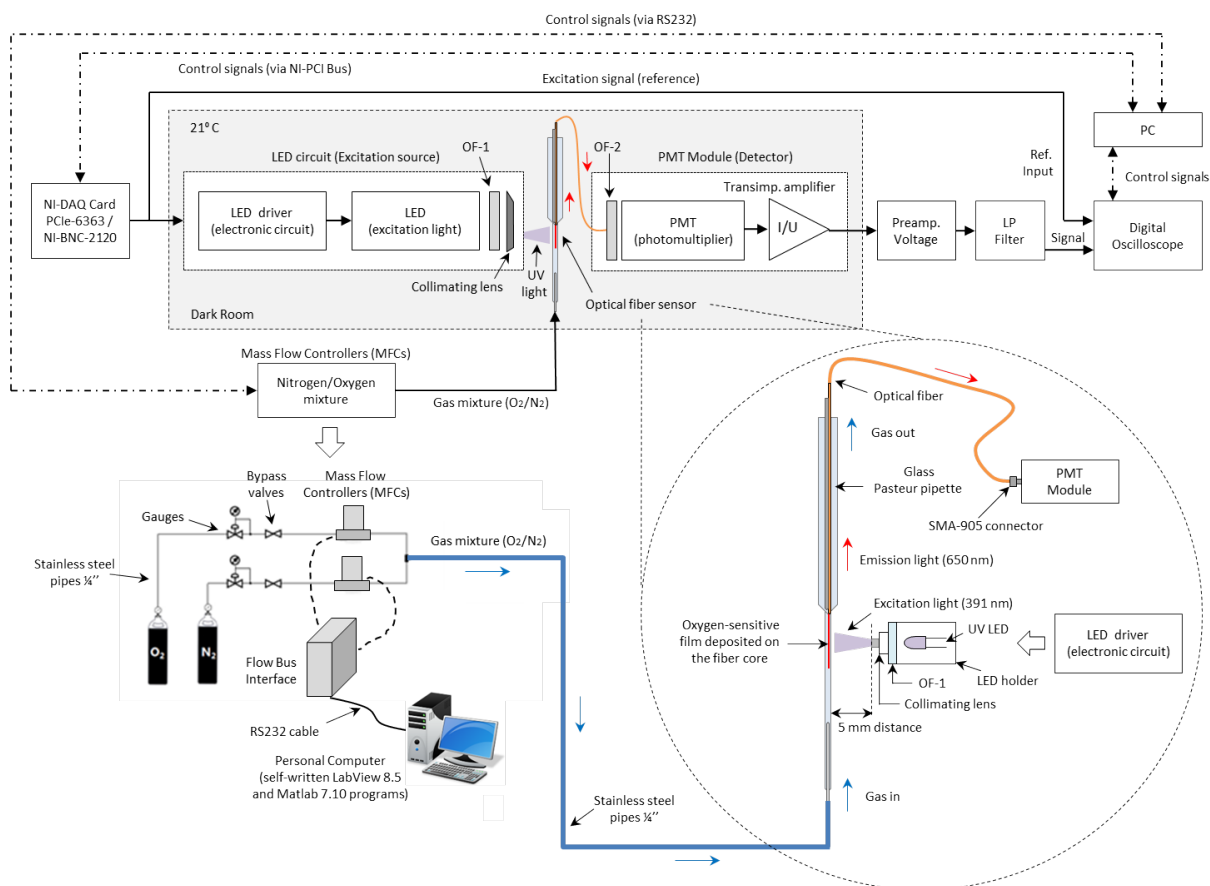 Control signals (via RS232)
Control signals (via NI-PCI Bus)
Excitation signal (reference)
21⁰ C
LED circuit (Excitation source)
OF-1
OF-2
PMT Module (Detector)
Transimp. amplifier
NI-DAQ Card
PCIe-6363 /
NI-BNC-2120
LED driver
(electronic circuit)
LED
(excitation light)
PMT
(photomultiplier)
I/U
Preamp.
Voltage
LP
Filter
Ref.
Input
Signal
PC
Control signals
Digital
Oscilloscope
Collimating lens
UV
light
Optical fiber sensor
Dark Room
Mass Flow Controllers (MFCs)
Nitrogen/Oxygen
mixture
Gas mixture (O2/N2)
Bypass
valves
Mass Flow
Controllers (MFCs)
Gauges
Gas mixture (O2/N2)
Stainless steel
pipes ¼’’
O2
N2
Flow Bus
Interface
RS232 cable
Personal Computer
(self-written LabView 8.5
and Matlab 7.10 programs)
Stainless steel
pipes ¼’’
Optical fiber
Gas out
Glass
Pasteur pipette
PMT
Module
SMA-905 connector
Emission light (650 nm)
Excitation light (391 nm)
UV LED
Oxygen-sensitive
film deposited on
the fiber core
LED driver
(electronic circuit)
OF-1
LED holder
Collimating lens
5 mm distance
Gas in